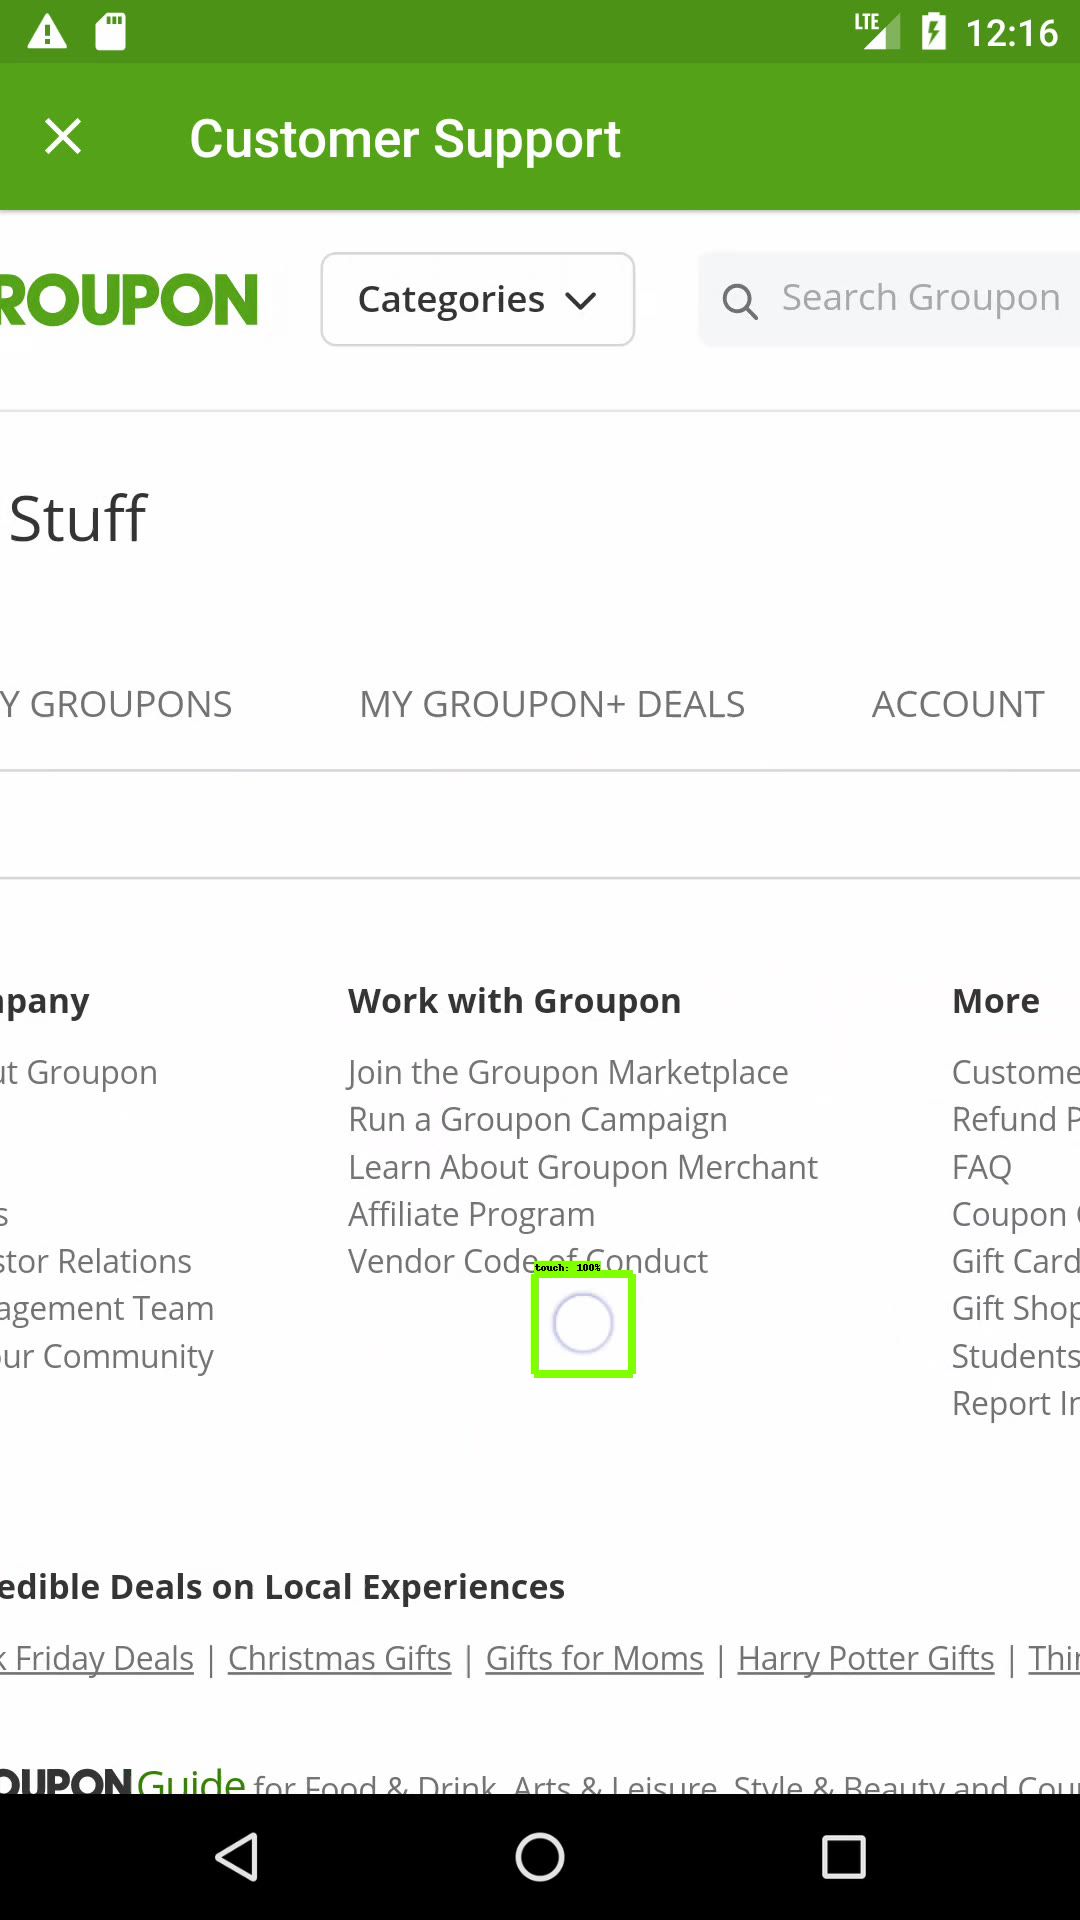 LTE 12:16
Customer Support
ROUPON Categories Search Groupon
Stuff
Y GROUPONS MY GROUPON+ DEALS ACCOUNT
mpany Work with Groupon More
ut Groupon Join the Groupon Marketplace Custome
Run a Groupon Campaign Refund P
Learn About Groupon Merchant FAQ
s Affiliate Program Coupon
stor Relations Vendor Code of Conduct Gift Card
touch: 100%
agement Team Gift Shop
our Community Students
Report In
edible Deals on Local Experiences
k Friday Deals | Christmas Gifts | Gifts for Moms | Harry Potter Gifts | Thin
OUPON Guide for Food & Drink, Arts & Leisure, Style & Beauty and Cou